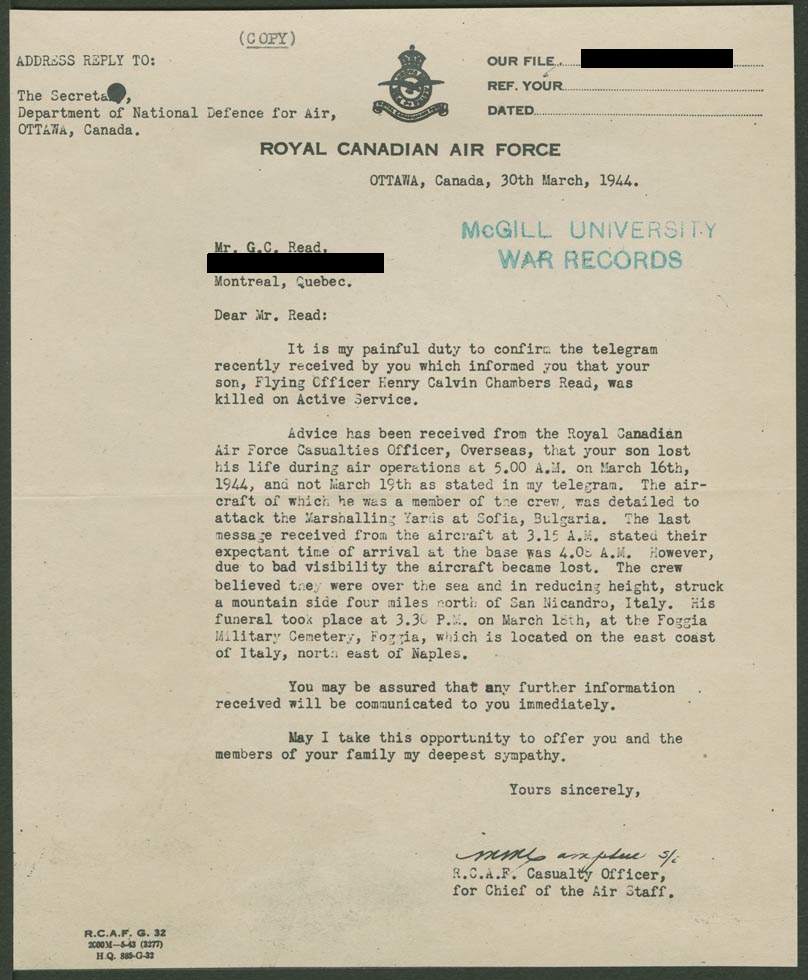 (COPY)
ADDRESS REPLY TO:
The Secreta
Department of National Defence for Air,
OTTAWA, Canada.
OUR FILE
REF. YOUR
DATED
ROYAL CANADIAN AIR FORCE
OTTAWA, Canada, 30th March, 1944.
McGILL UNIVERSITY
WAR RECORDS
Mr. G.C. Read,
Montreal, Quebec.
Dear Mr. Read:
It is my painful duty to confirm the telegram
recently received by you which informed you that your
son, Flying Officer Henry Calvin Chambers Read, was
killed on Active Service.
Advice has been received from the Royal Canadian
Air Force Casualties Officer, Overseas, that your son lost
his life during air operations at 5.00 A.M. on March 16th,
1944, and not March 19th as stated in my telegram. The air-
craft of which he was a member of the crew, was detailed to
attack the Marshalling Yards at Sofia, Bulgaria. The last
message received from the aircraft at 3.15 A.M. stated their
expectant time of arrival at the base was A.M. However,
due to bad visibility the aircraft became lost. The crew
believed they were over the sea and in reducing height, struck
a mountain side four miles north of San Nicandro, Italy. His
funeral took place at 3.30 P.M. on March 18th, at the Foggia
Military Cemetery, Foggia, which is located on the east coast
of Italy, north east of Naples.
You may be assured that any further information
received will be communicated to you immediately.
May I take this opportunity to offer you and the
members of your family my deepest sympathy.
Yours sincerely,
R.C.A.F. Casualty Officer,
for Chief of the Air Staff.
R.C.A.F. G. 32
2000M—5-43 (3277)
H.Q. 885-G-32